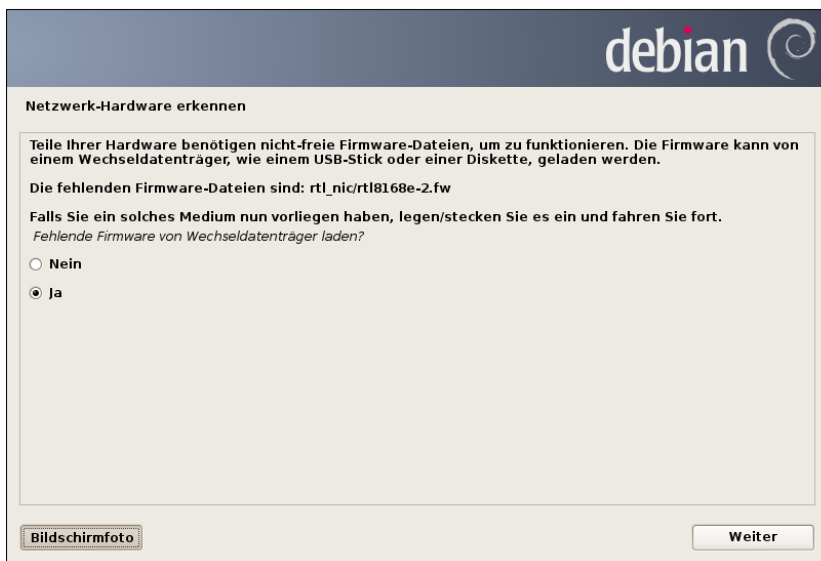 debian
Netzwerk-Hardware erkennen
Teile Ihrer Hardware benötigen nicht-freie Firmware-Dateien, um zu funktionieren. Die Firmware kann von
einem Wechseldatenträger, wie einem USB-Stick oder einer Diskette, geladen werden.
Die fehlenden Firmware-Dateien sind: rtl_nic/rtl8168e-2.fw
Falls Sie ein solches Medium nun vorliegen haben, legen/stecken Sie es ein und fahren Sie fort.
Fehlende Firmware von Wechseldatenträger laden?
Nein
Ja
Bildschirmfoto
Weiter